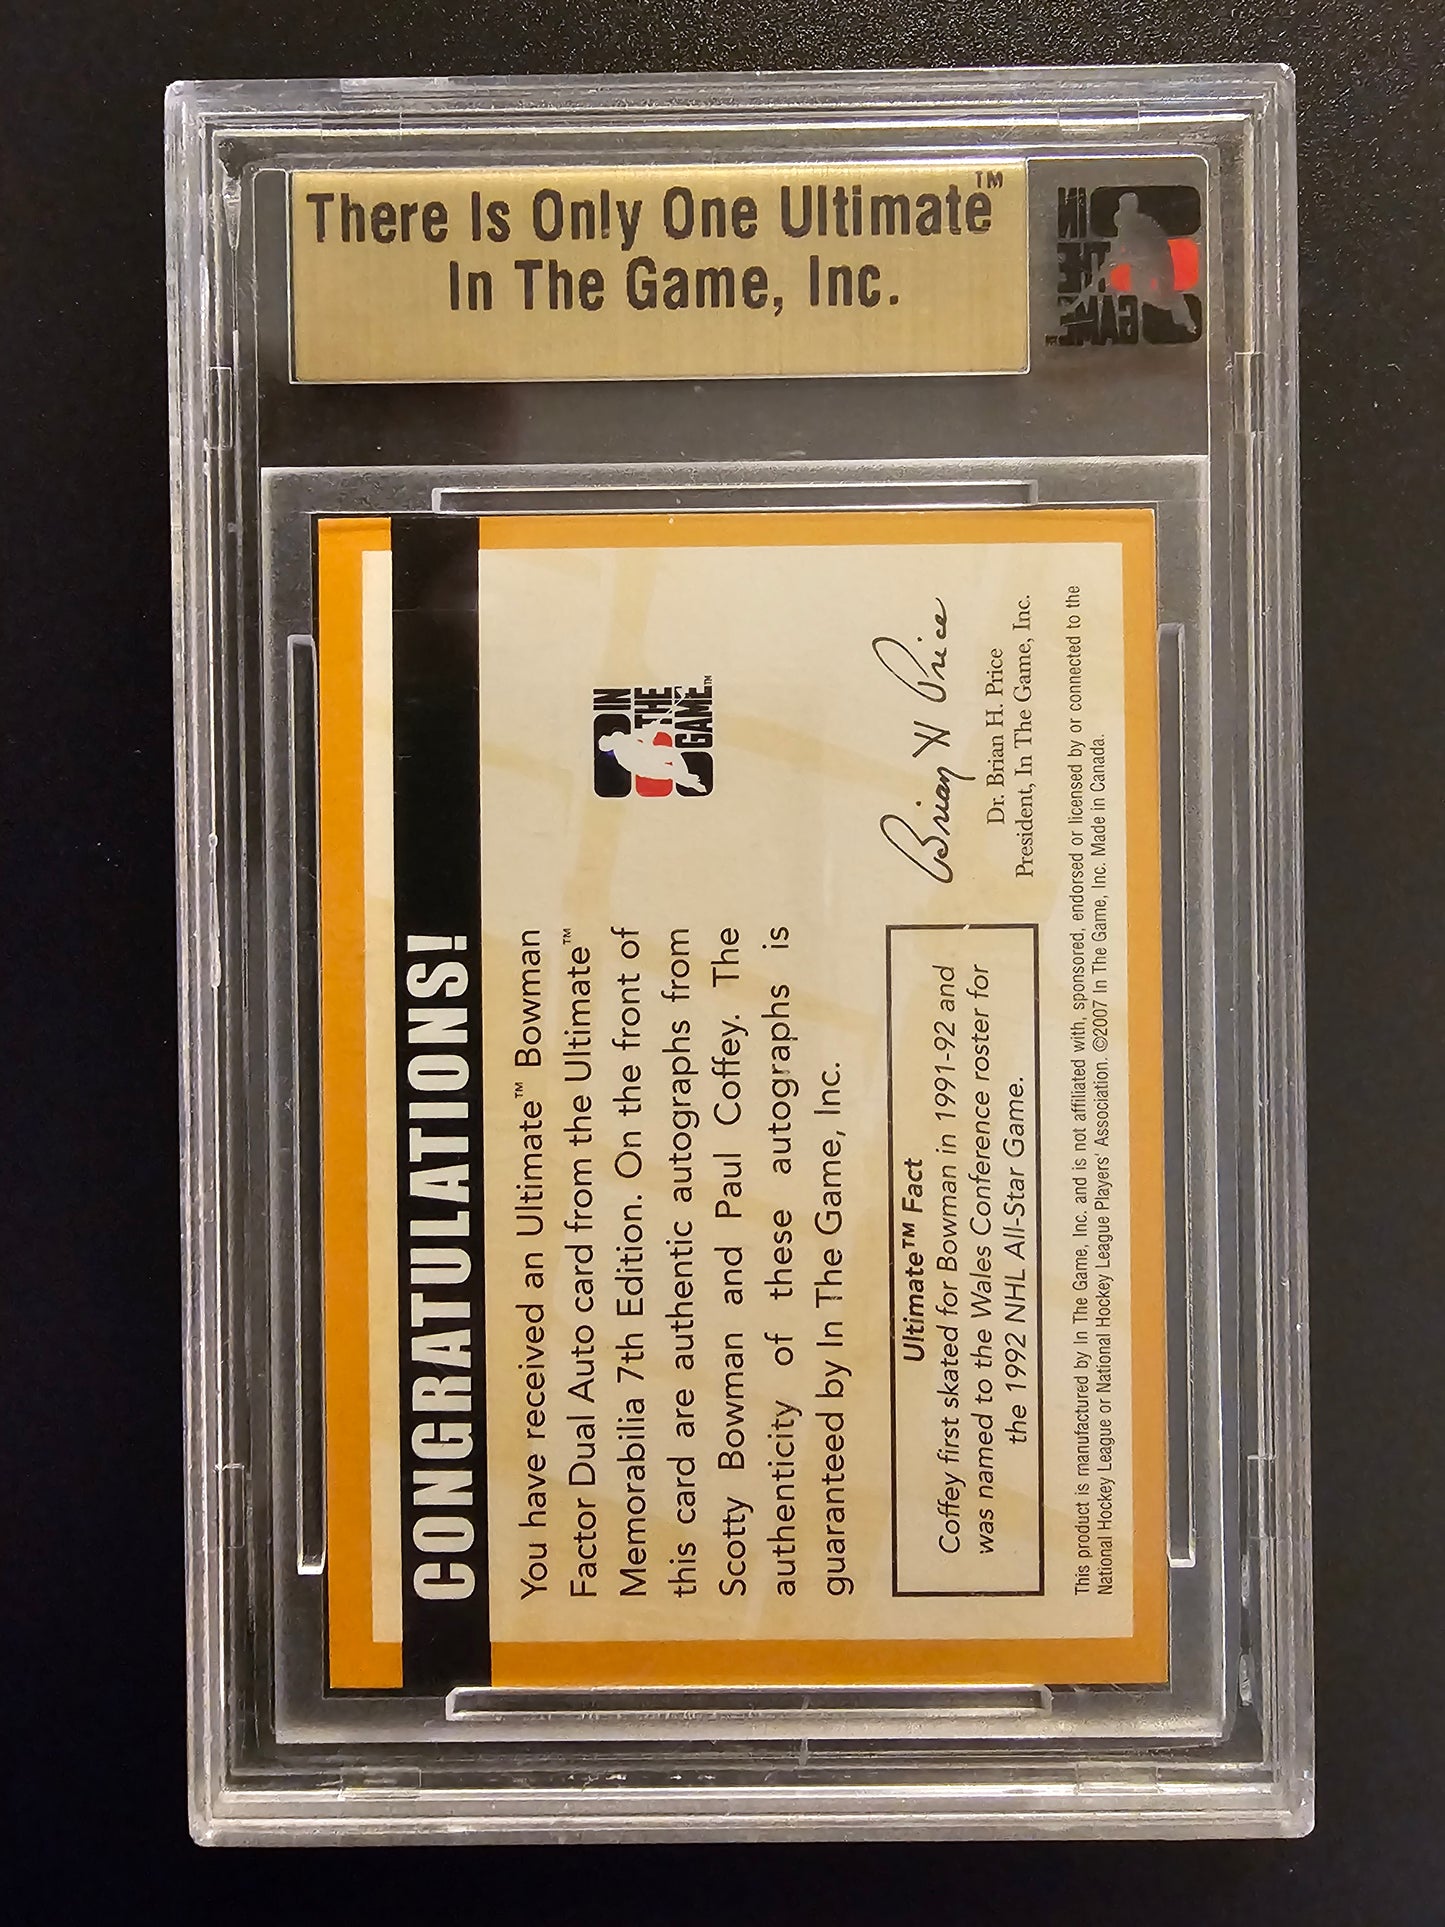 There Is Only One Ultimate™
In The Game, Inc.
IN
THE
GAME
CONGRATULATIONS!
You have received an Ultimate™ Bowman
Factor Dual Auto card from the Ultimate™
Memorabilia 7th Edition. On the front of
this card are authentic autographs from
Scotty Bowman and Paul Coffey. The
authenticity of these autographs is
guaranteed by In The Game, Inc.
IN
THE
GAME™
Ultimate™ Fact
Coffey first skated for Bowman in 1991-92 and
was named to the Wales Conference roster for
the 1992 NHL All-Star Game.
Brian H Price
Dr. Brian H. Price
President, In The Game, Inc.
This product is manufactured by In The Game, Inc. and is not affiliated with, sponsored, endorsed or licensed by or connected to the
National Hockey League or National Hockey League Players' Association. ©2007 In The Game, Inc. Made in Canada.